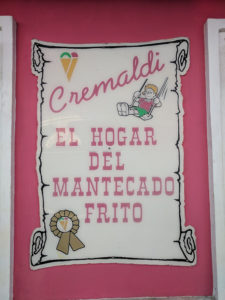 Cremaldi
EL HOGAR
DEL
MANTECADO
FRITO